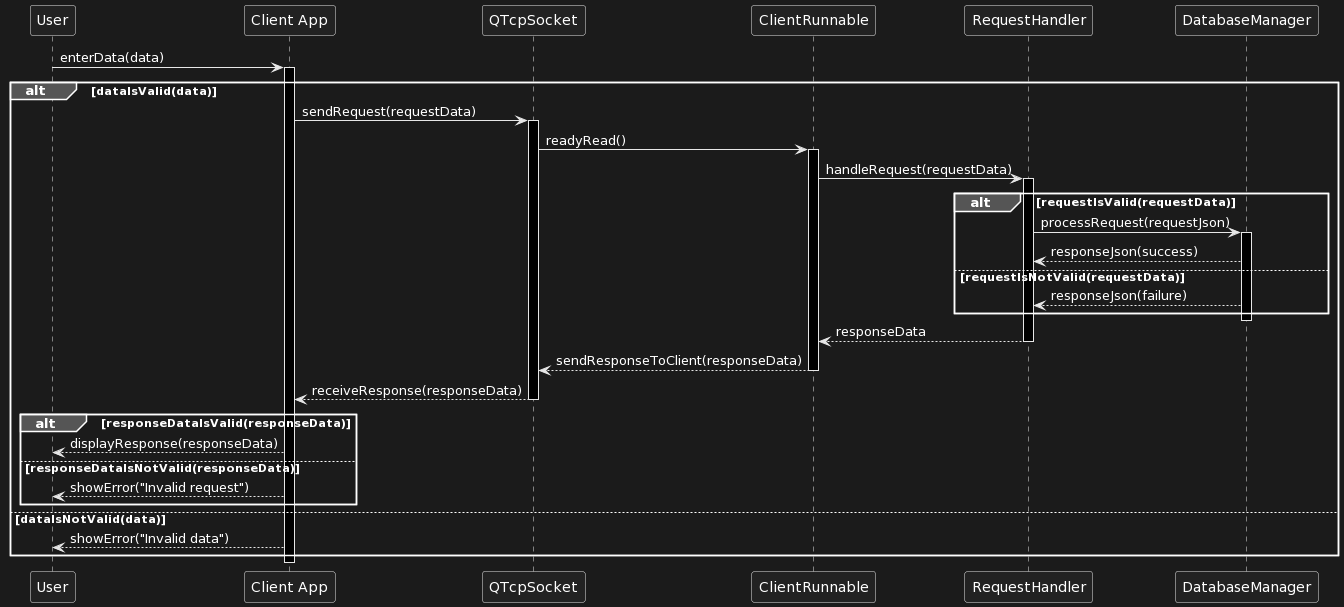 User Client App QTcpSocket ClientRunnable RequestHandler DatabaseManager
enterData(data)
alt [dataIsValid(data)]
sendRequest(requestData)
readyRead()
handleRequest(requestData)
alt [requestIsValid(requestData)]
processRequest(requestJson)
responseJson(success)
[requestIsNotValid(requestData)]
responseJson(failure)
responseData
sendResponseToClient(responseData)
receiveResponse(responseData)
alt [responseDataIsValid(responseData)]
displayResponse(responseData)
[responseDataIsNotValid(responseData)]
showError("Invalid request")
[dataIsNotValid(data)]
showError("Invalid data")
User Client App QTcpSocket ClientRunnable RequestHandler DatabaseManager